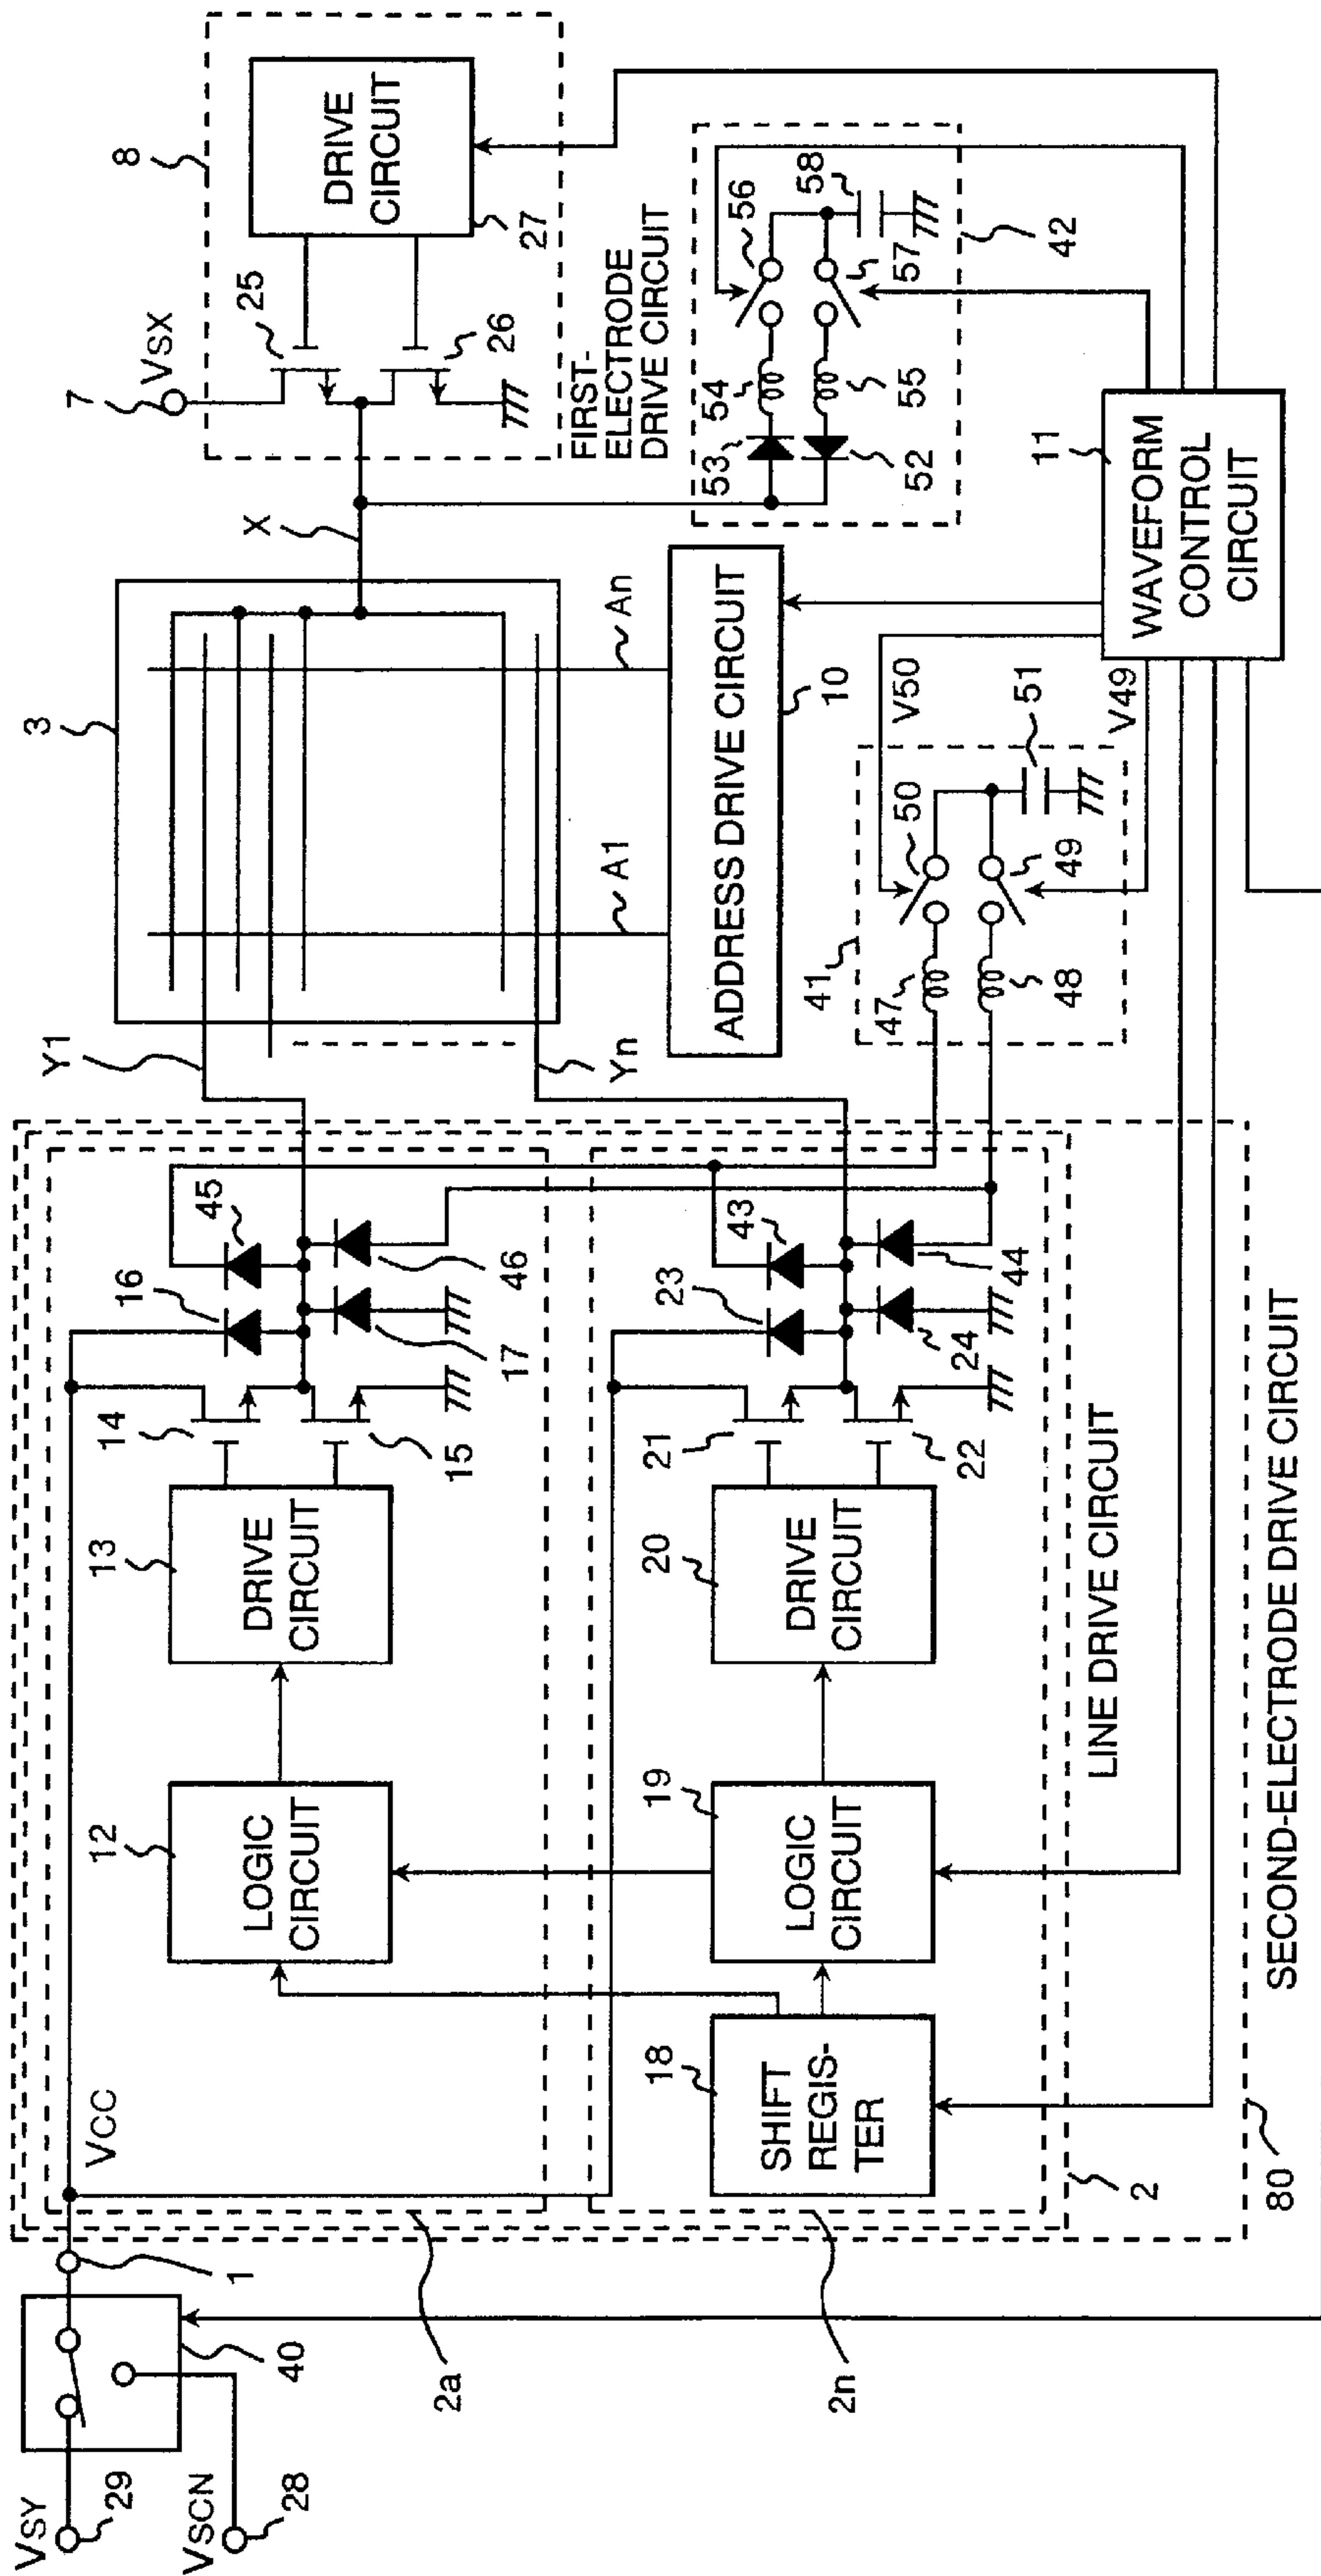 VSY
29
VSCN
28
40
1
VCC
2a
2n
12
LOGIC
CIRCUIT
13
DRIVE
CIRCUIT
14
15
16
17
45
46
18
SHIFT
REGIS-
TER
19
LOGIC
CIRCUIT
20
DRIVE
CIRCUIT
21
22
23
24
43
44
2
LINE DRIVE CIRCUIT
80
SECOND-ELECTRODE DRIVE CIRCUIT
Y1
Yn
3
A1
An
X
ADDRESS DRIVE CIRCUIT
10
41
47
48
50
49
51
V50
V49
7
VSX
8
25
26
DRIVE
CIRCUIT
27
FIRST-
ELECTRODE
DRIVE CIRCUIT
53
52
54
55
56
57
58
42
11
WAVEFORM
CONTROL
CIRCUIT